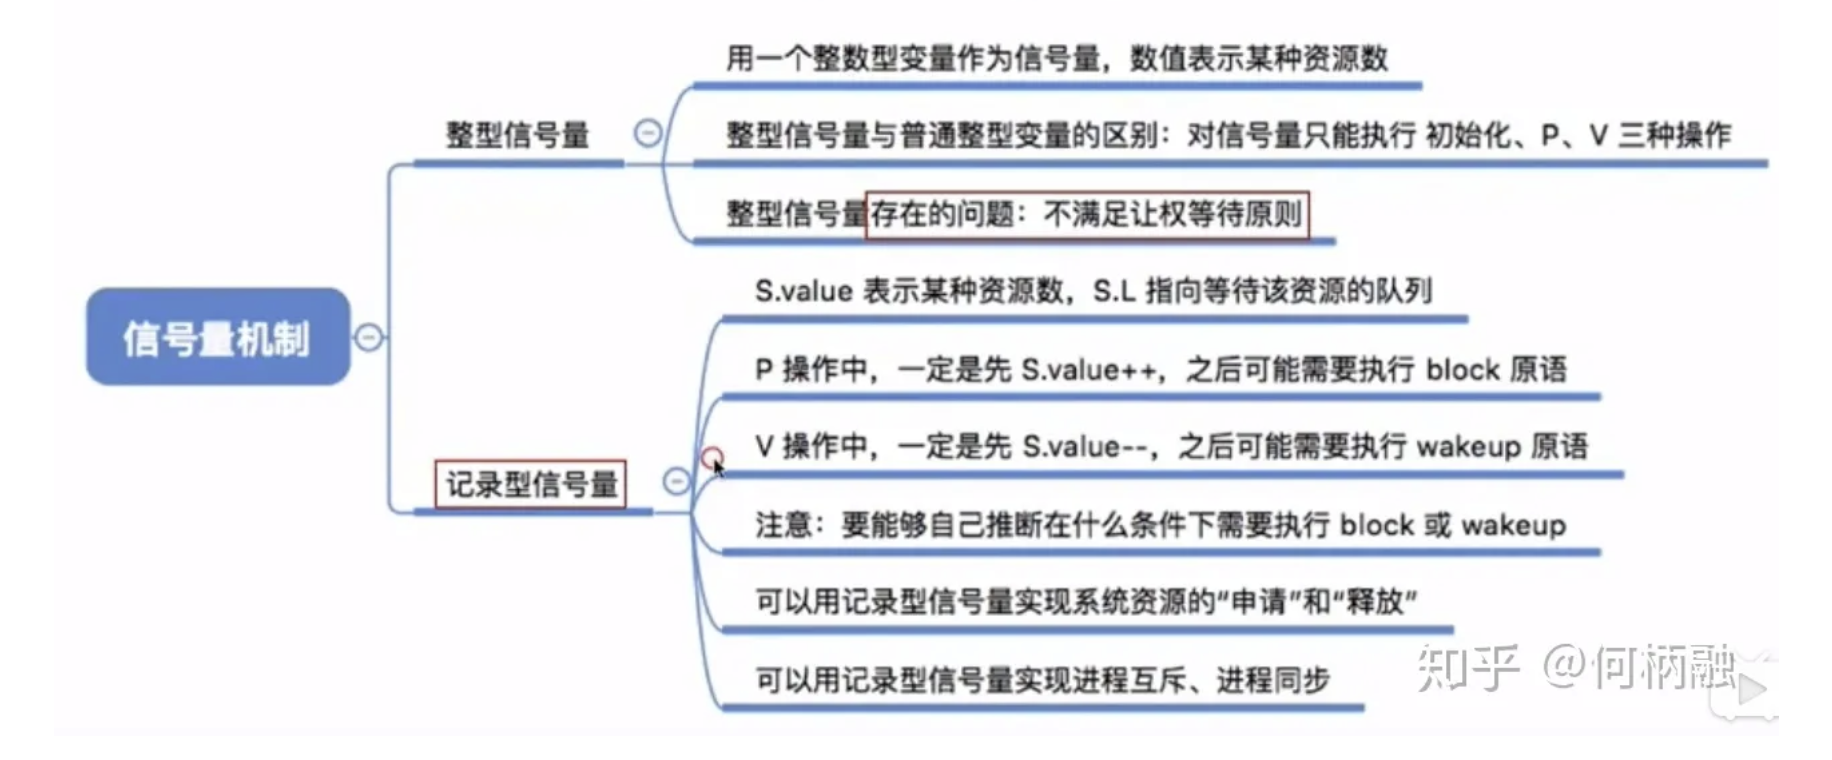 用一个整数型变量作为信号量，数值表示某种资源数
整型信号量
整型信号量与普通整型变量的区别：对信号量只能执行 初始化、P、V 三种操作
整型信号量存在的问题：不满足让权等待原则
信号量机制
S.value 表示某种资源数，S.L 指向等待该资源的队列
P 操作中，一定是先 S.value++，之后可能需要执行 block 原语
V 操作中，一定是先 S.value--，之后可能需要执行 wakeup 原语
记录型信号量
注意：要能够自己推断在什么条件下需要执行 block 或 wakeup
可以用记录型信号量实现系统资源的“申请”和“释放”
可以用记录型信号量实现进程互斥、进程同步
知乎 @何柄融